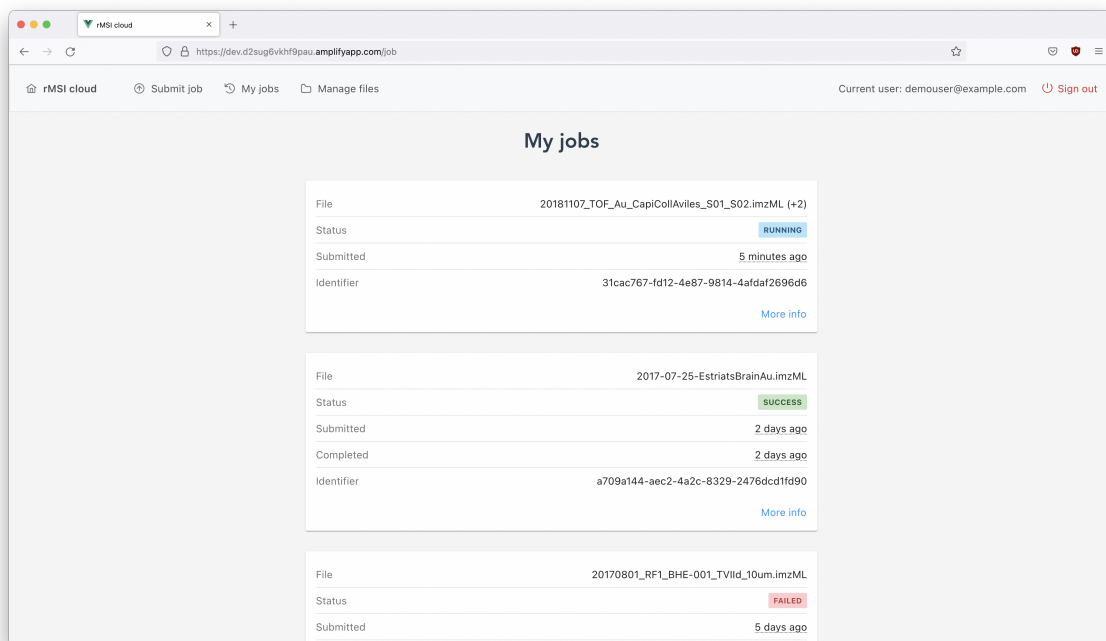 rMSI cloud
https://dev.d2sug6vkhf9pau.amplifyapp.com/job
rMSI cloud Submit job My jobs Manage files Current user: demouser@example.com Sign out
My jobs
File 20181107_TOF_Au_CapiCollAviles_S01_S02.imzML (+2)
Status RUNNING
Submitted 5 minutes ago
Identifier 31cac767-fd12-4e87-9814-4afdaf2696d6
More info
File 2017-07-25-EstriatsBrainAu.imzML
Status SUCCESS
Submitted 2 days ago
Completed 2 days ago
Identifier a709a144-aec2-4a2c-8329-2476dcd1fd90
More info
File 20170801_RF1_BHE-001_TVIId_10um.imzML
Status FAILED
Submitted 5 days ago